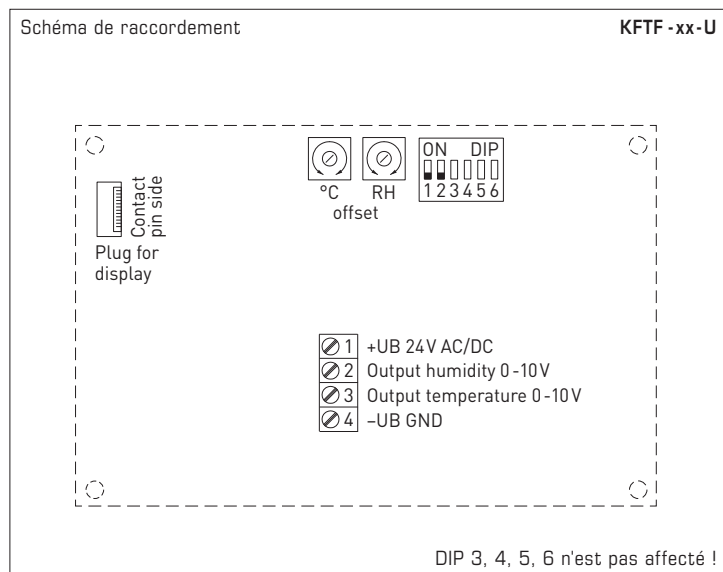 Schéma de raccordement
KFTF - xx - U
ON DIP
1 2 3 4 5 6
°C RH
offset
Contact
pin side
Plug for
display
1 +UB 24V AC/DC
2 Output humidity 0 -10 V
3 Output temperature 0 -10 V
4 –UB GND
DIP 3, 4, 5, 6 n'est pas affecté !